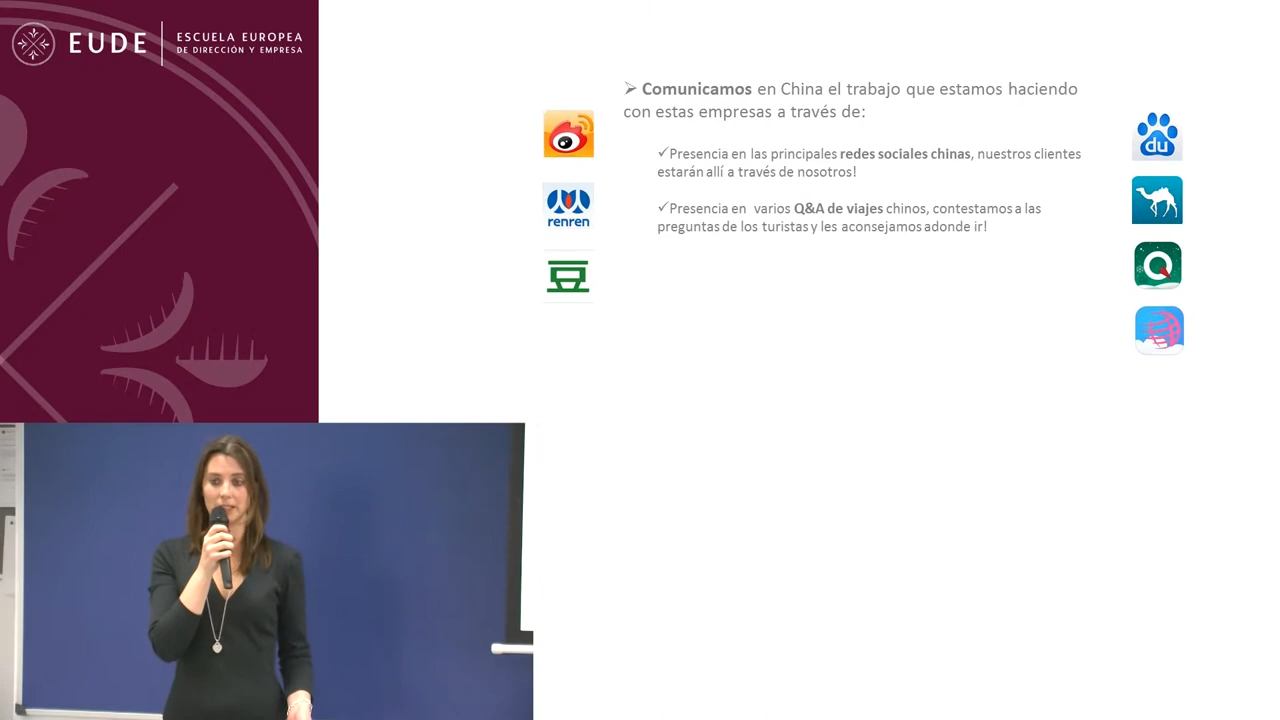 EUDE
ESCUELA EUROPEA
DE DIRECCIÓN Y EMPRESA
➢ Comunicamos en China el trabajo que estamos haciendo
con estas empresas a través de:
✓Presencia en las principales redes sociales chinas, nuestros clientes
estarán allí a través de nosotros!
✓Presencia en varios Q&A de viajes chinos, contestamos a las
preguntas de los turistas y les aconsejamos adonde ir!
renren
豆
du
Q